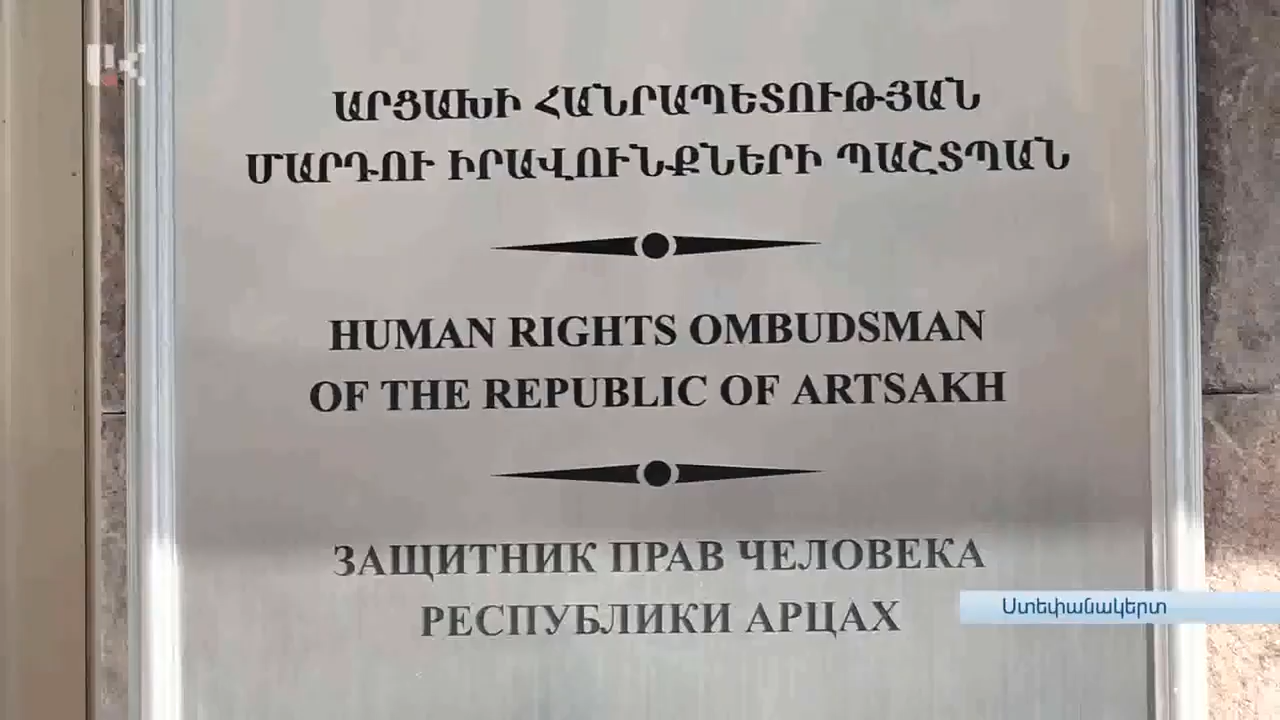 ԱՐՑԱԽԻ ՀԱՆՐԱՊԵՏՈՒԹՅԱՆ
ՄԱՐԴՈՒ ԻՐԱՎՈՒՆՔՆԵՐԻ ՊԱՇՏՊԱՆ
HUMAN RIGHTS OMBUDSMAN
OF THE REPUBLIC OF ARTSAKH
ЗАЩИТНИК ПРАВ ЧЕЛОВЕКА
РЕСПУБЛИКИ АРЦАХ
Ստեփանակերտ